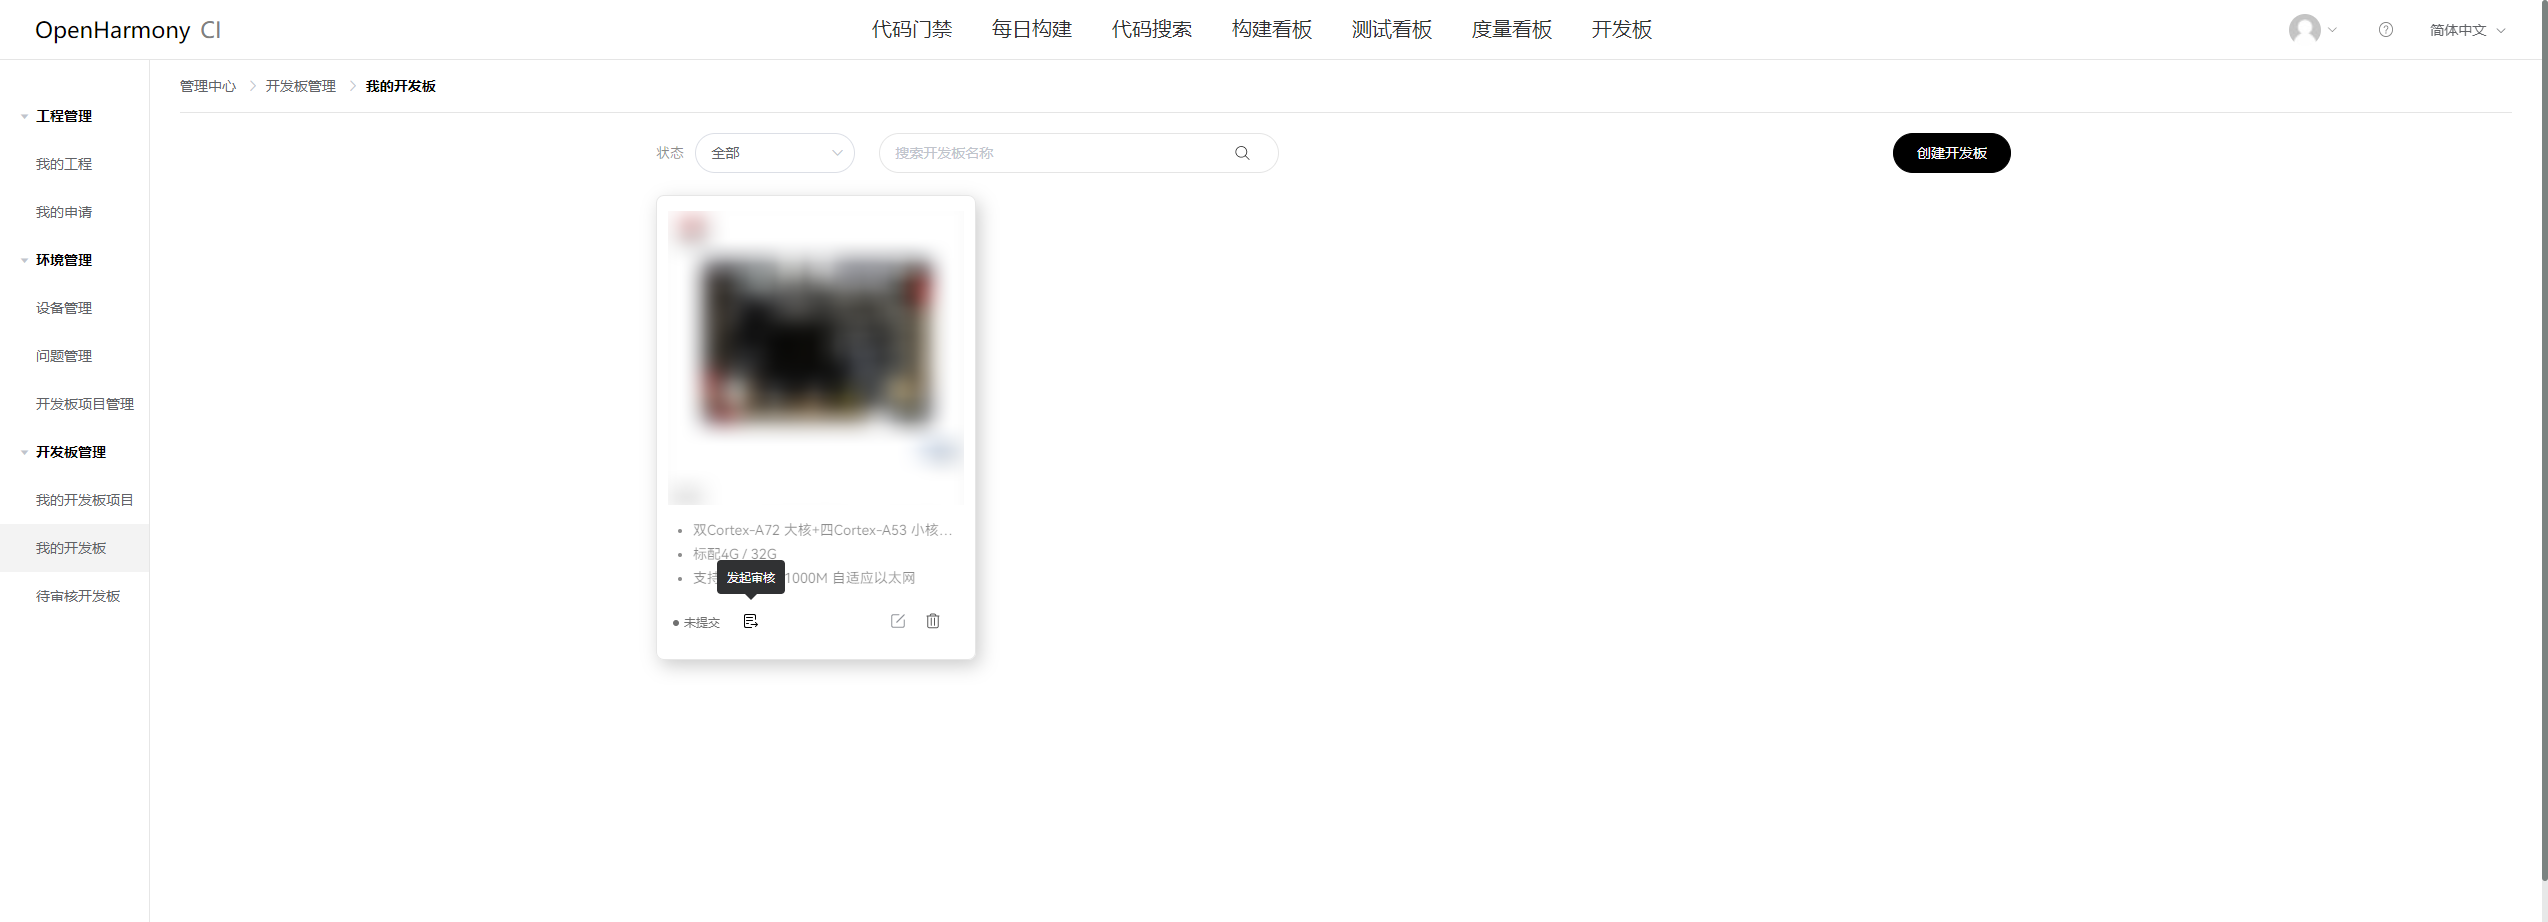 OpenHarmony CI
代码门禁 每日构建 代码搜索 构建看板 测试看板 度量看板 开发板
简体中文
工程管理
我的工程
我的申请
环境管理
设备管理
问题管理
开发板项目管理
开发板管理
我的开发板项目
我的开发板
待审核开发板
管理中心 > 开发板管理 > 我的开发板
状态 全部 搜索开发板名称 创建开发板
双Cortex-A72 大核+四Cortex-A53 小核...
标配4G / 32G
支持 1000M 自适应以太网
发起审核
未提交